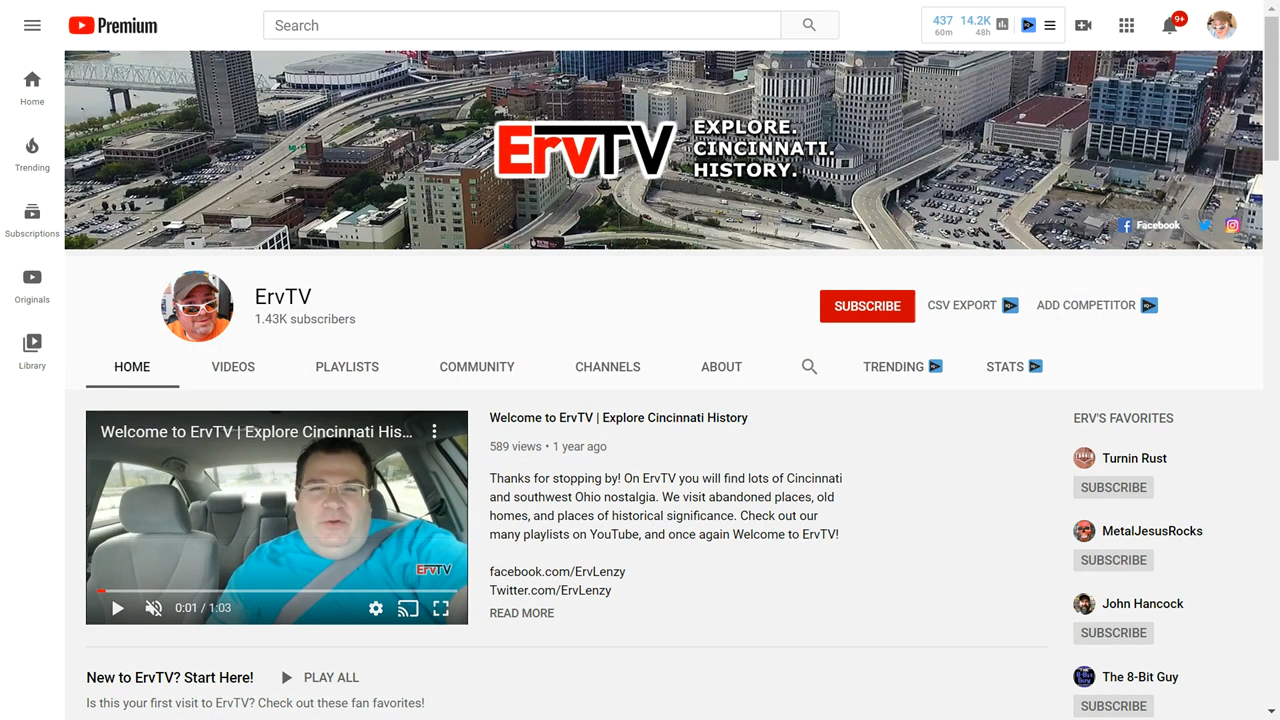 Premium
Search
437 14.2K
60m 48h
9+
Home
Trending
Subscriptions
Originals
Library
ErvTV
EXPLORE.
CINCINNATI.
HISTORY.
Facebook
ErvTV
1.43K subscribers
SUBSCRIBE
CSV EXPORT
ADD COMPETITOR
HOME VIDEOS PLAYLISTS COMMUNITY CHANNELS ABOUT TRENDING STATS
Welcome to ErvTV | Explore Cincinnati His...
ErvTV
0:01 / 1:03
Welcome to ErvTV | Explore Cincinnati History
589 views • 1 year ago
Thanks for stopping by! On ErvTV you will find lots of Cincinnati
and southwest Ohio nostalgia. We visit abandoned places, old
homes, and places of historical significance. Check out our
many playlists on YouTube, and once again Welcome to ErvTV!
facebook.com/ErvLenzy
Twitter.com/ErvLenzy
READ MORE
ERV'S FAVORITES
Turnin Rust
SUBSCRIBE
MetalJesusRocks
SUBSCRIBE
John Hancock
SUBSCRIBE
The 8-Bit Guy
SUBSCRIBE
New to ErvTV? Start Here! PLAY ALL
Is this your first visit to ErvTV? Check out these fan favorites!